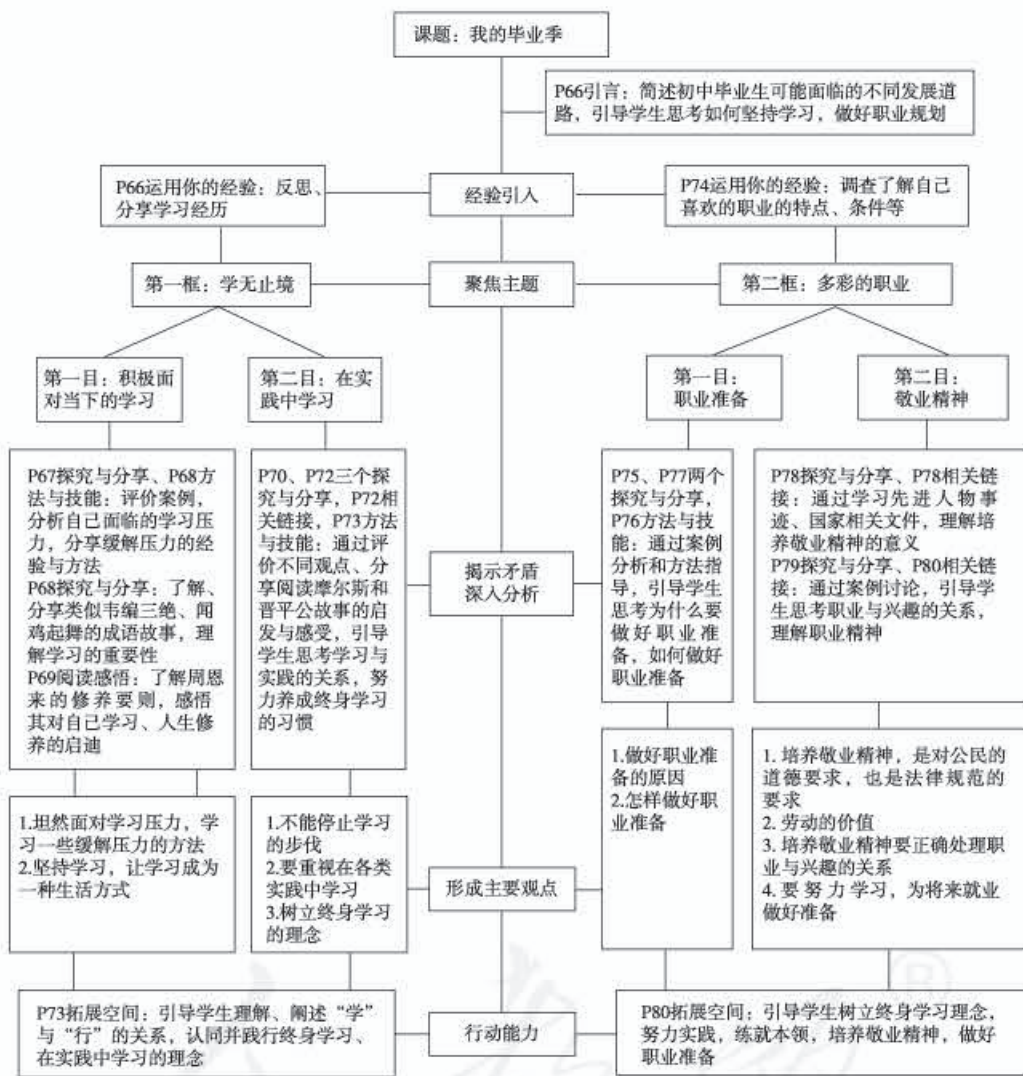 课题：我的毕业季
P66引言：简述初中毕业生可能面临的不同发展道
路，引导学生思考如何坚持学习，做好职业规划
P66运用你的经验：反思、
分享学习经历
经验引入
P74运用你的经验：调查了解自己
喜欢的职业的特点、条件等
第一框：学无止境
聚焦主题
第二框：多彩的职业
第一目：积极面
对当下的学习
第二目：在实
践中学习
第一目：
职业准备
第二目：
敬业精神
P67探究与分享、P68方
法与技能：评价案例，
分析自己面临的学习压
力，分享缓解压力的经
验与方法
P68探究与分享：了解、
分享类似韦编三绝、闻
鸡起舞的成语故事，理
解学习的重要性
P69阅读感悟：了解周恩
来的修养要则，感悟
其对自己学习、人生修
养的启迪
P70、P72三个探
究与分享，P72相
关链接，P73方法
与技能：通过评
价不同观点、分
享阅读摩尔斯和
晋平公故事的启
发与感受，引导
学生思考学习与
实践的关系，努
力养成终身学习
的习惯
揭示矛盾
深入分析
P75、P77两个探
究与分享，
P76方法与技
能：通过案例
分析和方法指
导，引导学生
思考为什么要
做好职业准
备，如何做好
职业准备
P78探究与分享、P78相关链
接：通过学习先进人物事
迹、国家相关文件，理解培
养敬业精神的意义
P79探究与分享、P80相关链
接：通过案例讨论，引导学
生思考职业与兴趣的关系，
理解职业精神
1.坦然面对学习压力，学
习一些缓解压力的方法
2.坚持学习，让学习成为
一种生活方式
1.不能停止学习
的步伐
2.要重视在各类
实践中学习
3.树立终身学习
的理念
形成主要观点
1.做好职业准
备的原因
2.怎样做好职
业准备
1. 培养敬业精神，是对公民的
道德要求，也是法律规范的
要求
2. 劳动的价值
3. 培养敬业精神要正确处理职
业与兴趣的关系
4. 要努力学习，为将来就业
做好准备
P73拓展空间：引导学生理解、阐述“学”
与“行”的关系，认同并践行终身学习、
在实践中学习的理念
行动能力
P80拓展空间：引导学生树立终身学习理念，
努力实践，练就本领，培养敬业精神，做好
职业准备